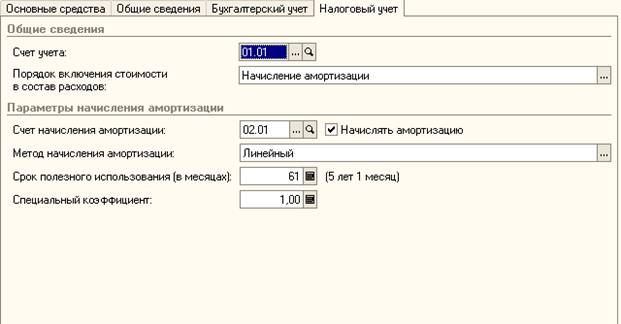 Основные средства Общие сведения Бухгалтерский учет Налоговый учет
Общие сведения
Счет учета: 01.01 ...
Порядок включения стоимости
в состав расходов: Начисление амортизации ...
Параметры начисления амортизации
Счет начисления амортизации: 02.01 ... Начислять амортизацию
Метод начисления амортизации: Линейный ...
Срок полезного использования (в месяцах): 61 (5 лет 1 месяц)
Специальный коэффициент: 1,00